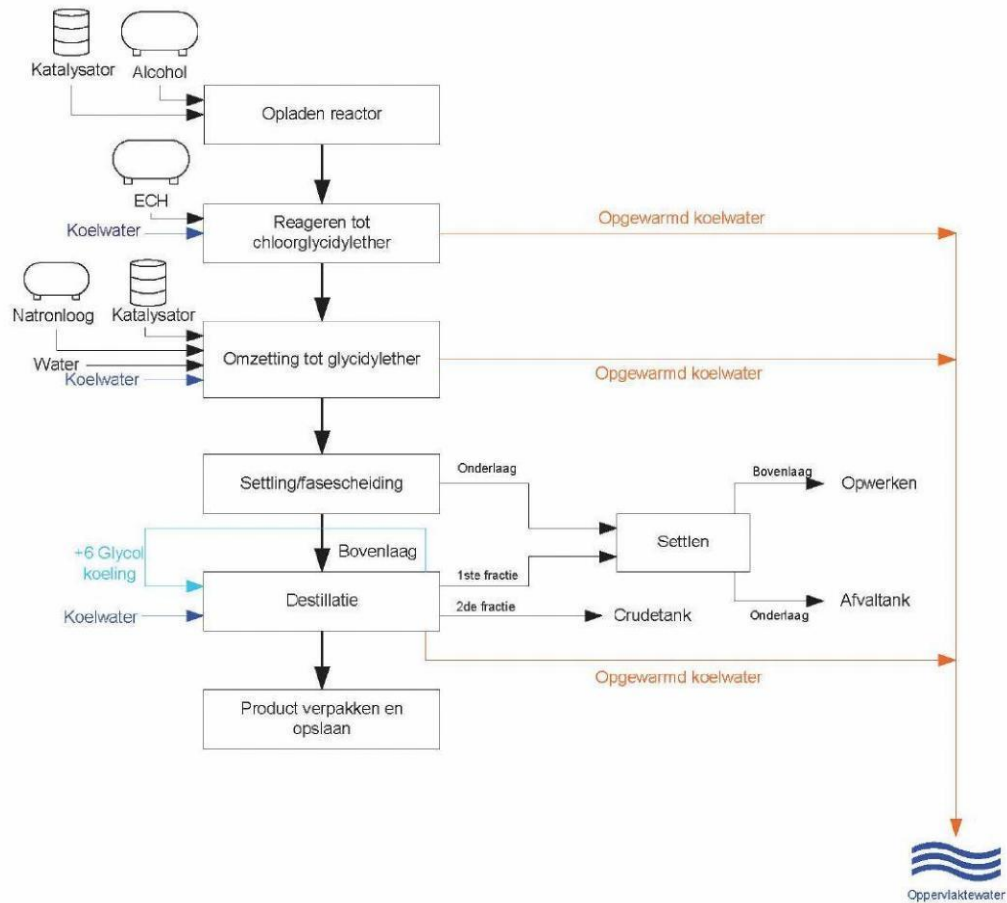 Katalysator
Alcohol
Opladen reactor
ECH
Koelwater
Reageren tot
chloorglycidylether
Opgewarmd koelwater
Natronloog
Katalysator
Water
Koelwater
Omzetting tot glycidylether
Opgewarmd koelwater
Settling/fasescheiding
Onderlaag
Bovenlaag
Opwerken
Settlen
+6 Glycol
koeling
Bovenlaag
1ste fractie
Koelwater
Destillatie
2de fractie
Crudetank
Onderlaag
Afvaltank
Opgewarmd koelwater
Product verpakken en
opslaan
Oppervlaktewater